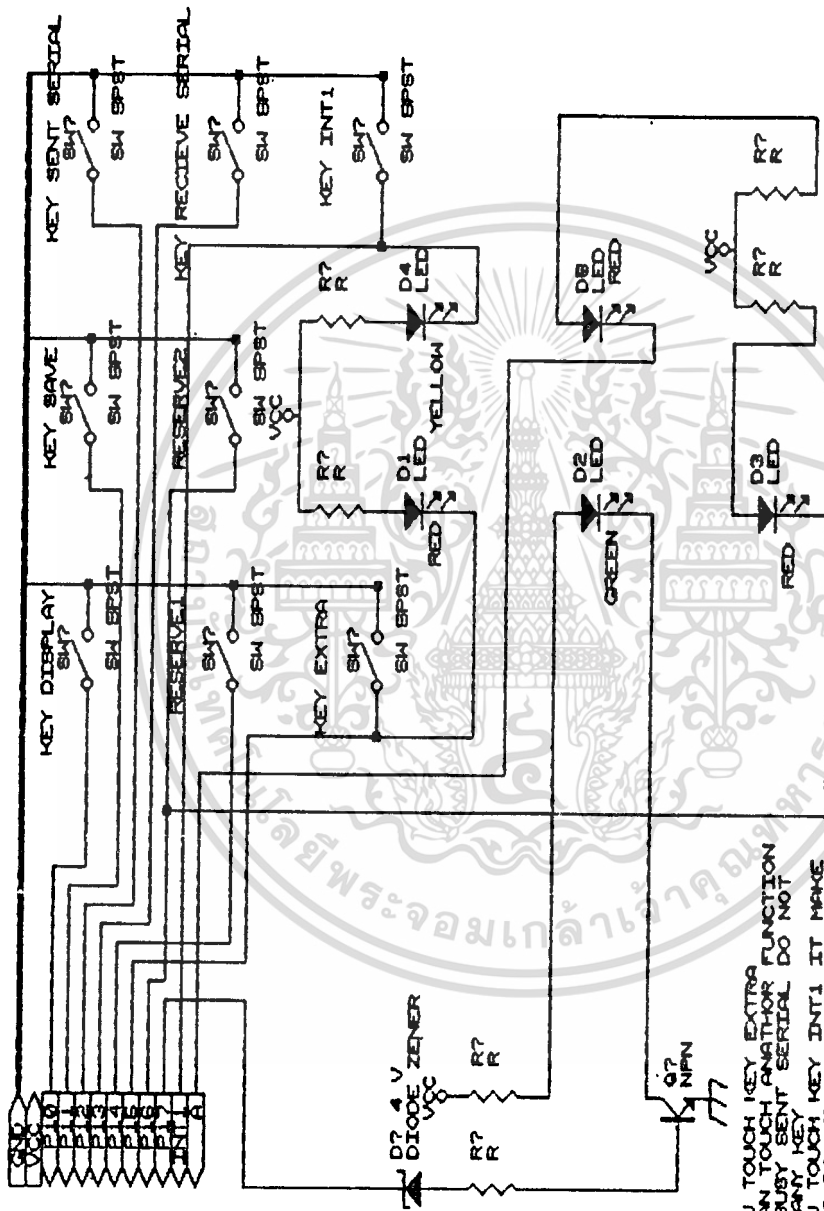 KEY SENT SERIAL
SW?
SW SPST
KEY RECIEVE SERIAL
SW?
SW SPST
KEY INT1
SW?
SW SPST
KEY SAVE
SW?
SW SPST
RESERVE2
SW?
SW SPST
KEY DISPLAY
SW?
SW SPST
RESERVE1
SW?
SW SPST
KEY EXTRA
SW?
SW SPST
VCC
R?
R
R?
R
D1
LED
RED
D4
LED
YELLOW
D2
LED
GREEN
D8
LED
RED
VCC
R?
R
R?
R
D3
LED
RED
GND
VCC
INT1
A
D? 4 V
DIODE ZENER
VCC
R?
R
R?
R
Q?
NPN
TOUCH KEY EXTRA
TOUCH ANATHOR FUNCTION
BUSY SENT SERIAL DO NOT
ANY KEY
TOUCH KEY INT1 IT MAKE